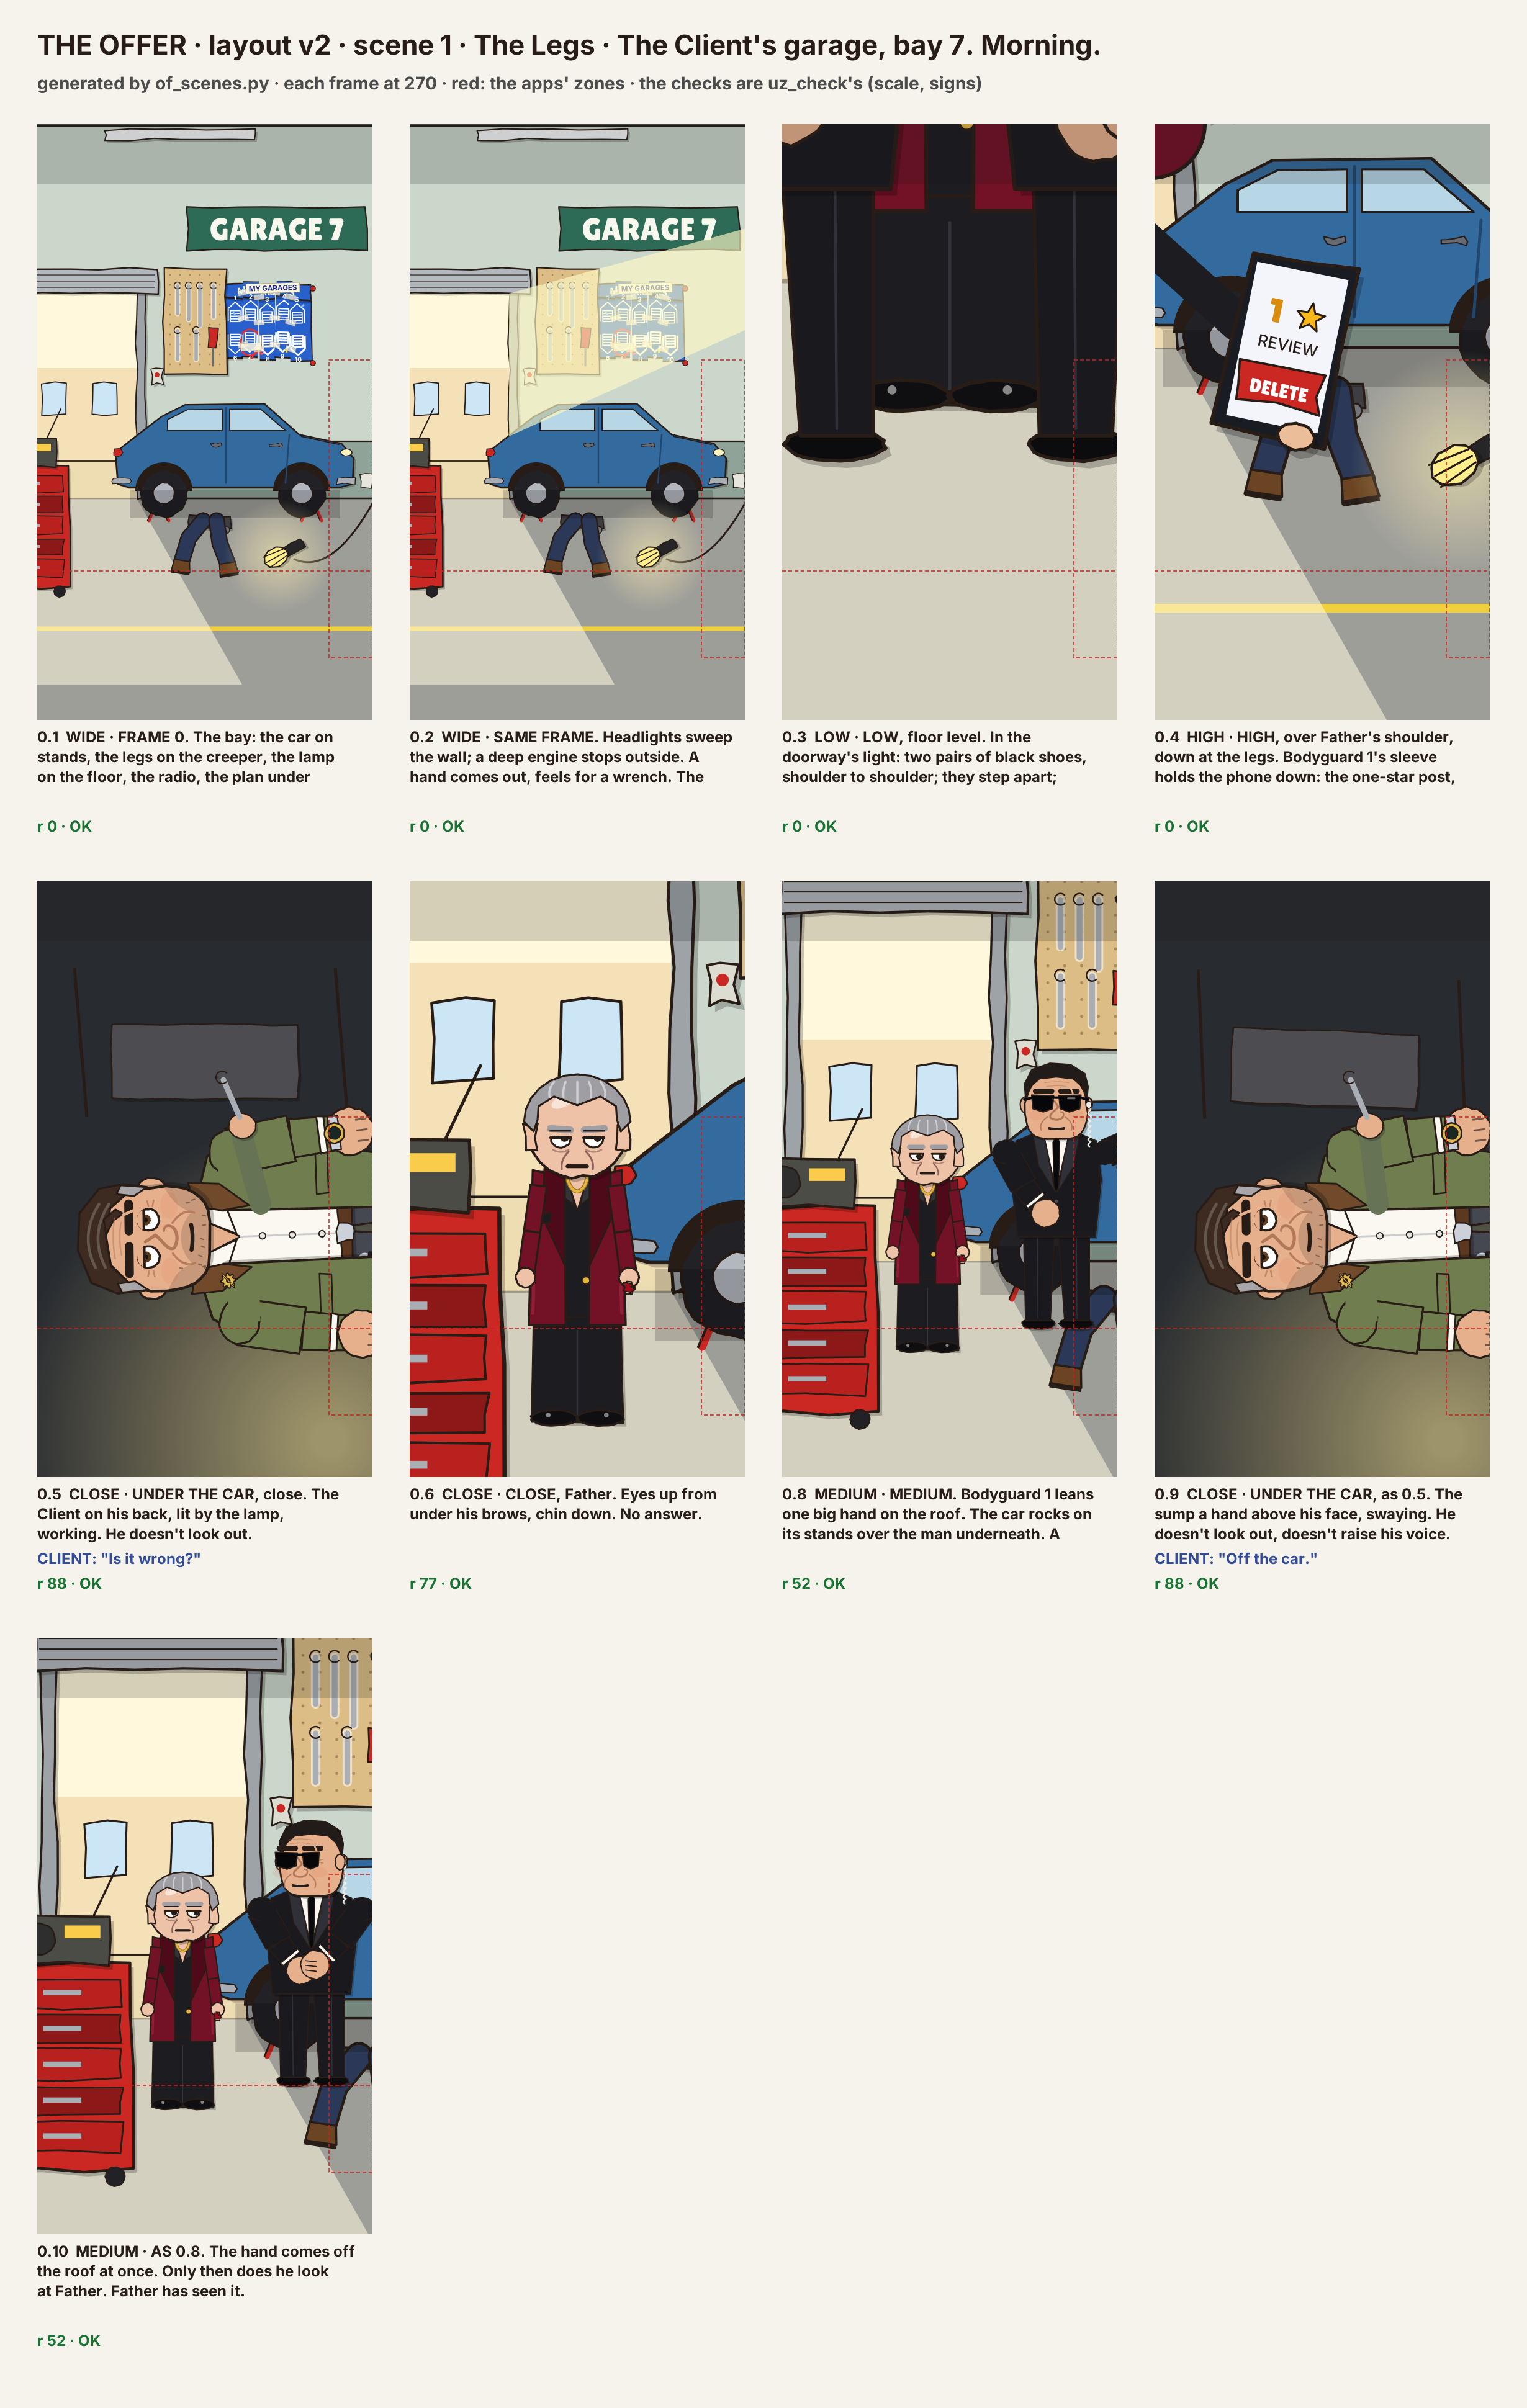 THE OFFER · layout v2 · scene 1 · The Legs · The Client's garage, bay 7. Morning.
generated by of_scenes.py · each frame at 270 · red: the apps' zones · the checks are uz_check's (scale, signs)
GARAGE 7
MY GARAGES
GARAGE 7
MY GARAGES
1
REVIEW
DELETE
0.1 WIDE · FRAME 0. The bay: the car on
stands, the legs on the creeper, the lamp
on the floor, the radio, the plan under
r 0 · OK
0.2 WIDE · SAME FRAME. Headlights sweep
the wall; a deep engine stops outside. A
hand comes out, feels for a wrench. The
r 0 · OK
0.3 LOW · LOW, floor level. In the
doorway's light: two pairs of black shoes,
shoulder to shoulder; they step apart;
r 0 · OK
0.4 HIGH · HIGH, over Father's shoulder,
down at the legs. Bodyguard 1's sleeve
holds the phone down: the one-star post,
r 0 · OK
0.5 CLOSE · UNDER THE CAR, close. The
Client on his back, lit by the lamp,
working. He doesn't look out.
CLIENT: "Is it wrong?"
r 88 · OK
0.6 CLOSE · CLOSE, Father. Eyes up from
under his brows, chin down. No answer.
r 77 · OK
0.8 MEDIUM · MEDIUM. Bodyguard 1 leans
one big hand on the roof. The car rocks on
its stands over the man underneath. A
r 52 · OK
0.9 CLOSE · UNDER THE CAR, as 0.5. The
sump a hand above his face, swaying. He
doesn't look out, doesn't raise his voice.
CLIENT: "Off the car."
r 88 · OK
0.10 MEDIUM · AS 0.8. The hand comes off
the roof at once. Only then does he look
at Father. Father has seen it.
r 52 · OK